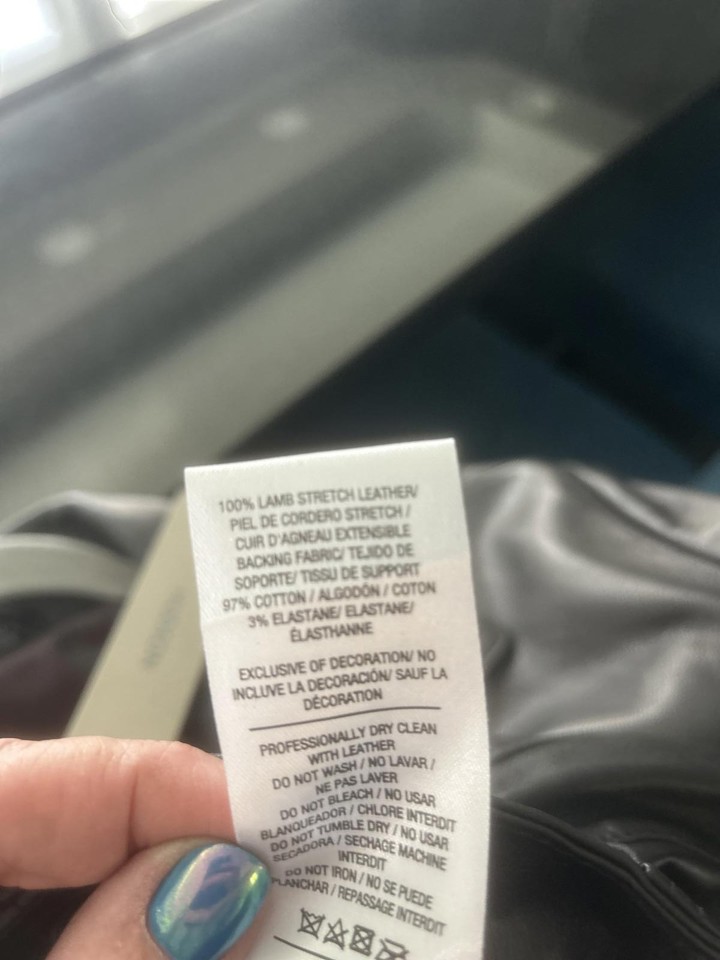 100% LAMB STRETCH LEATHER/
PIEL DE CORDERO STRETCH /
CUIR D'AGNEAU EXTENSIBLE
BACKING FABRIC/ TEJIDO DE
SOPORTE/ TISSU DE SUPPORT
97% COTTON / ALGODÓN / COTON
3% ELASTANE/ ELASTANE/
ÉLASTHANNE
EXCLUSIVE OF DECORATION/ NO
INCLUVE LA DECORACIÓN/ SAUF LA
DÉCORATION
PROFESSIONALLY DRY CLEAN
WITH LEATHER
DO NOT WASH / NO LAVAR /
NE PAS LAVER
DO NOT BLEACH / NO USAR
BLANQUEADOR / CHLORE INTERDIT
DO NOT TUMBLE DRY / NO USAR
SECADORA / SECHAGE MACHINE
INTERDIT
DO NOT IRON / NO SE PUEDE
PLANCHAR / REPASSAGE INTERDIT